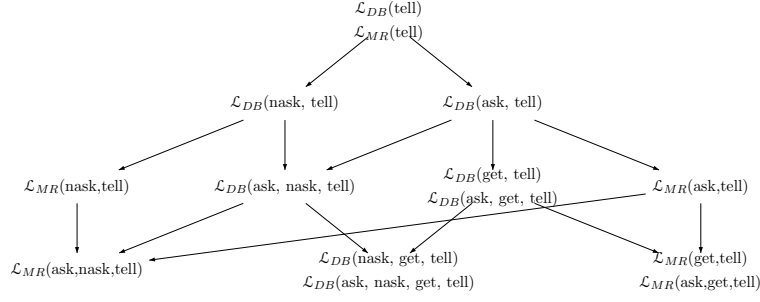 ℒ_DB(tell)
ℒ_MR(tell)
ℒ_DB(nask, tell)
ℒ_DB(ask, tell)
ℒ_MR(nask,tell)
ℒ_DB(ask, nask, tell)
ℒ_DB(get, tell)
ℒ_DB(ask, get, tell)
ℒ_MR(ask,tell)
ℒ_MR(ask,nask,tell)
ℒ_DB(nask, get, tell)
ℒ_DB(ask, nask, get, tell)
ℒ_MR(get,tell)
ℒ_MR(ask,get,tell)